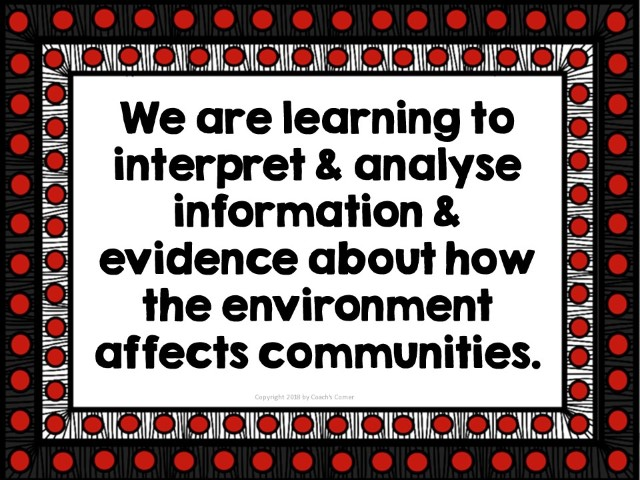 We are learning to
interpret & analyse
information &
evidence about how
the environment
affects communities.
Copyright 2018 by Coach's Corner